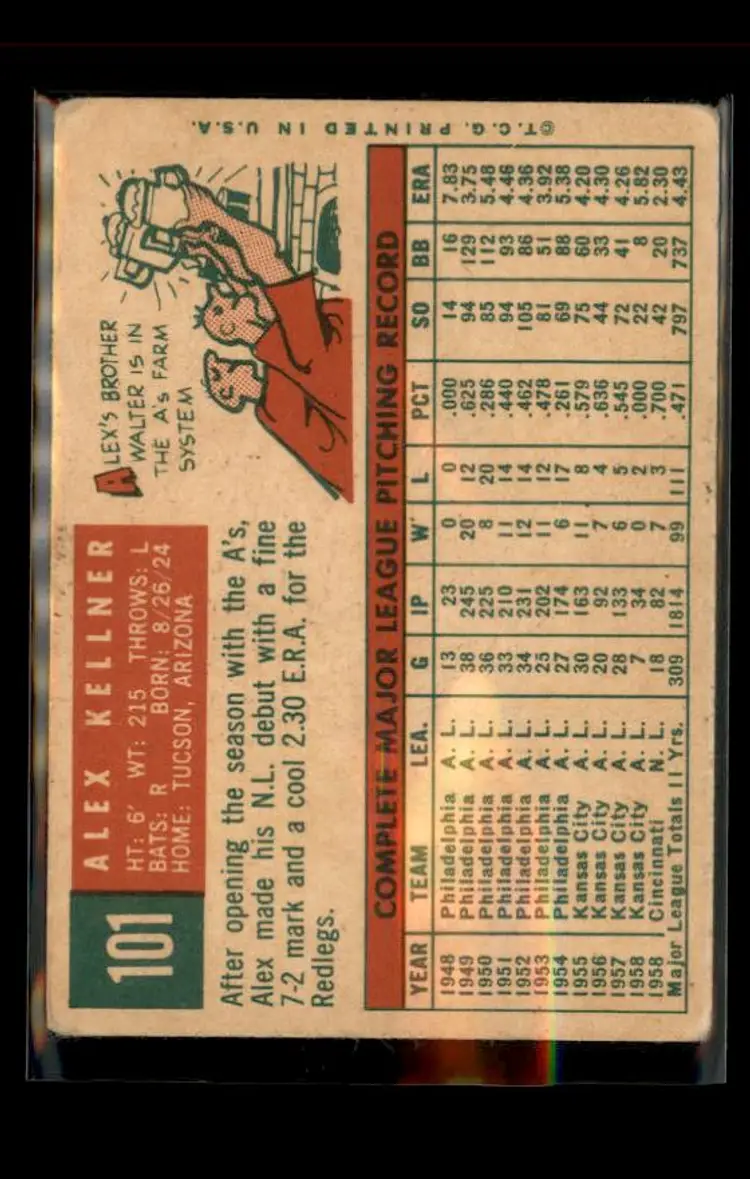 101
ALEX KELLNER
HT: 6' WT: 215 THROWS: L
BATS: R BORN: 8/26/24
HOME: TUCSON, ARIZONA
After opening the season with the A's,
Alex made his N.L. debut with a fine
7-2 mark and a cool 2.30 E.R.A. for the
Redlegs.
ALEX'S BROTHER
WALTER IS IN
THE A'S FARM
SYSTEM
COMPLETE MAJOR LEAGUE PITCHING RECORD
YEAR TEAM LEA. G IP W L PCT SO BB ERA
1948 Philadelphia A. L. 13 23 0 0 .000 14 16 7.83
1949 Philadelphia A. L. 38 245 20 12 .625 94 129 3.75
1950 Philadelphia A. L. 36 225 8 20 .286 85 112 5.48
1951 Philadelphia A. L. 33 210 11 14 .440 94 93 4.46
1952 Philadelphia A. L. 34 231 12 14 .462 105 86 4.36
1953 Philadelphia A. L. 25 202 11 12 .478 81 51 3.92
1954 Philadelphia A. L. 27 174 6 17 .261 69 88 5.38
1955 Kansas City A. L. 30 163 11 8 .579 75 60 4.20
1956 Kansas City A. L. 20 92 7 4 .636 44 33 4.30
1957 Kansas City A. L. 28 133 6 5 .545 72 41 4.26
1958 Kansas City A. L. 7 34 0 2 .000 22 8 5.82
1958 Cincinnati N. L. 18 82 7 3 .700 42 20 2.30
Major League Totals 11 Yrs. 309 1814 99 111 .471 797 737 4.43
©T.C.G. PRINTED IN U.S.A.